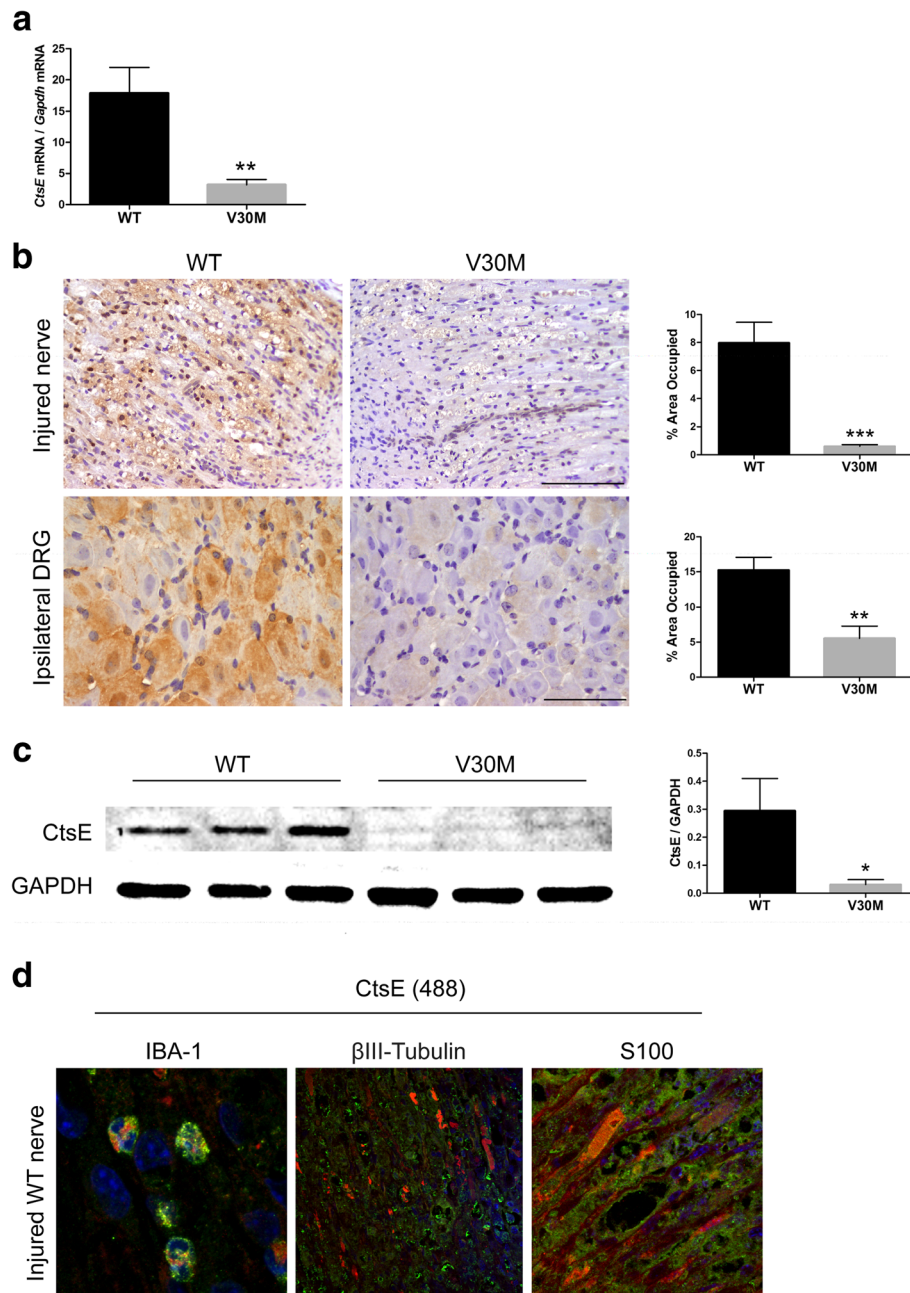 a
25
20
15
10
5
0
CtsE mRNA / Gapdh mRNA
**
WT
V30M
b
WT
V30M
Injured nerve
10
8
6
4
2
0
% Area Occupied
***
WT
V30M
Ipsilateral DRG
20
15
10
5
0
% Area Occupied
**
WT
V30M
c
WT
V30M
CtsE
GAPDH
0.5
0.4
0.3
0.2
0.1
0.0
CtsE / GAPDH
*
WT
V30M
d
CtsE (488)
IBA-1
βIII-Tubulin
S100
Injured WT nerve